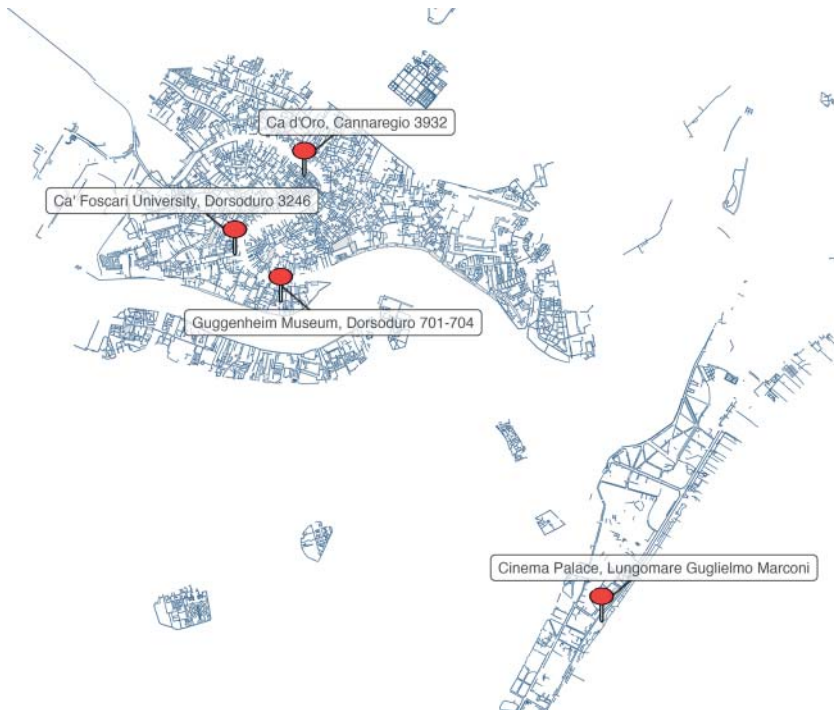 Ca d'Oro, Cannaregio 3932
Ca' Foscari University, Dorsoduro 3246
Guggenheim Museum, Dorsoduro 701-704
Cinema Palace, Lungomare Guglielmo Marconi